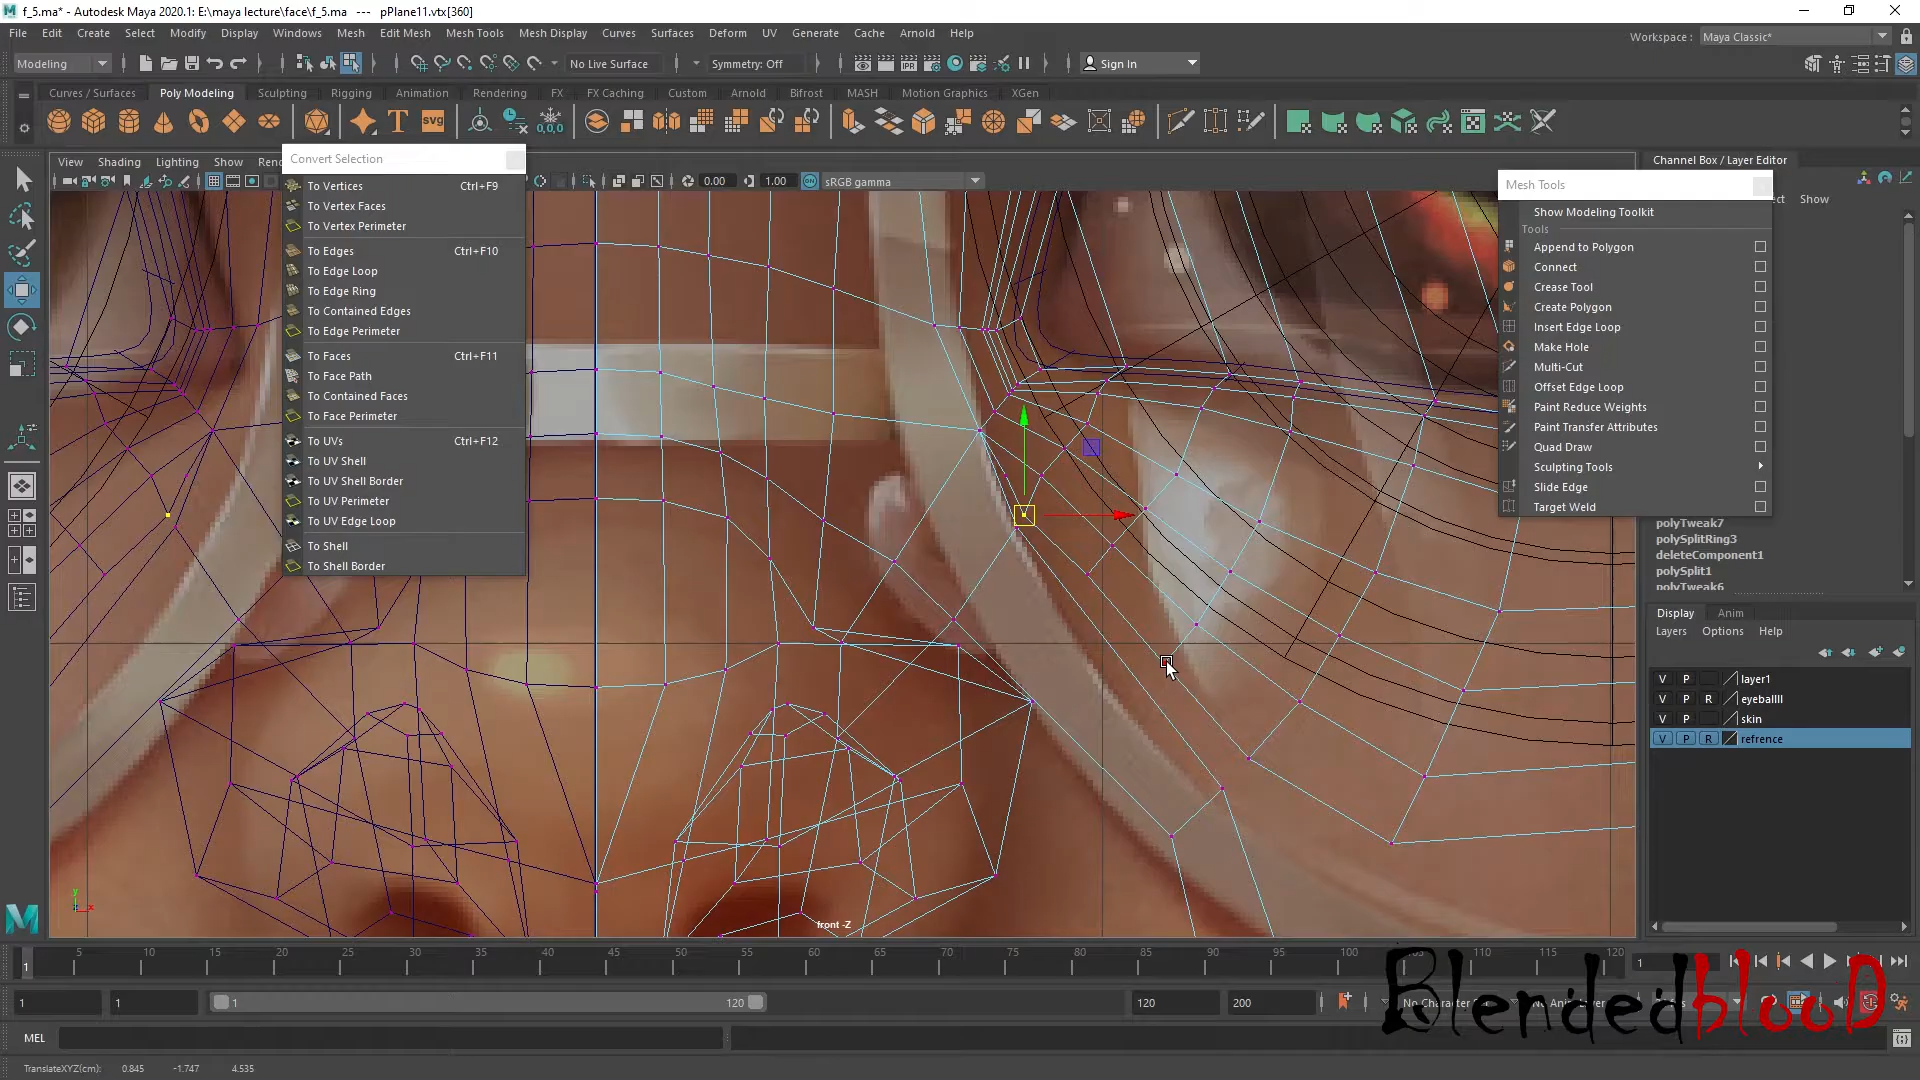 f_5.ma* - Autodesk Maya 2020.1: E:\maya lecture\face\f_5.ma --- pPlane11.vtx[360]
File Edit Create Select Modify Display Windows Mesh Edit Mesh Mesh Tools Mesh Display Curves Surfaces Deform UV Generate Cache Arnold Help
Workspace : Maya Classic*
Modeling No Live Surface Symmetry: Off Sign In
Curves / Surfaces Poly Modeling Sculpting Rigging Animation Rendering FX FX Caching Custom Arnold Bifrost MASH Motion Graphics XGen
View Shading Lighting Show Ren
0.00 1.00 sRGB gamma
Convert Selection
To Vertices Ctrl+F9
To Vertex Faces
To Vertex Perimeter
To Edges Ctrl+F10
To Edge Loop
To Edge Ring
To Contained Edges
To Edge Perimeter
To Faces Ctrl+F11
To Face Path
To Contained Faces
To Face Perimeter
To UVs Ctrl+F12
To UV Shell
To UV Shell Border
To UV Perimeter
To UV Edge Loop
To Shell
To Shell Border
Channel Box / Layer Editor
Show
Mesh Tools
Show Modeling Toolkit
Tools
Append to Polygon
Connect
Crease Tool
Create Polygon
Insert Edge Loop
Make Hole
Multi-Cut
Offset Edge Loop
Paint Reduce Weights
Paint Transfer Attributes
Quad Draw
Sculpting Tools
Slide Edge
Target Weld
polyTweak7
polySplitRing3
deleteComponent1
polySplit1
polyTweak6
Display Anim
Layers Options Help
V P layer1
V P R eyeballll
V P skin
V P R refrence
front -Z
5 10 15 20 25 30 35 40 45 50 55 60 65 70 75 80 85 90 95 100 105 110 115 120
1 1
1 1 1 120 120 200
BlendedblooD
MEL
TranslateXYZ(cm): 0.845 -1.747 4.535